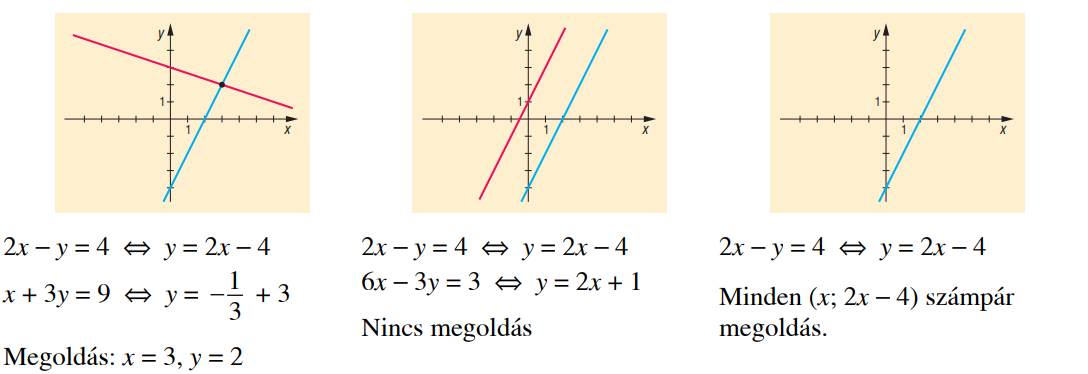 y
1
1
x
2x – y = 4 ⇔ y = 2x – 4
x + 3y = 9 ⇔ y = –1/3 + 3
Megoldás: x = 3, y = 2
y
1
1
x
2x – y = 4 ⇔ y = 2x – 4
6x – 3y = 3 ⇔ y = 2x + 1
Nincs megoldás
y
1
1
x
2x – y = 4 ⇔ y = 2x – 4
Minden (x; 2x – 4) számpár
megoldás.